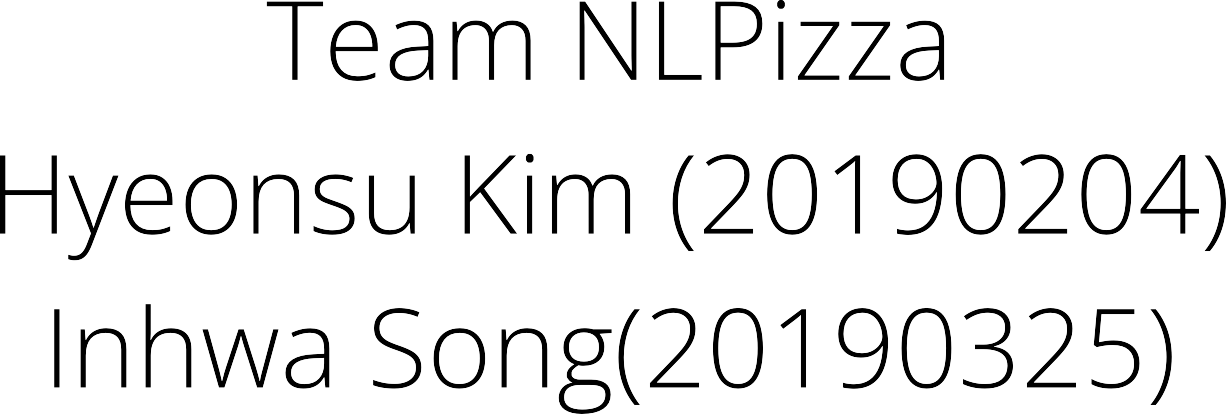 Team NLPizza
Hyeonsu Kim (20190204)
Inhwa Song(20190325)